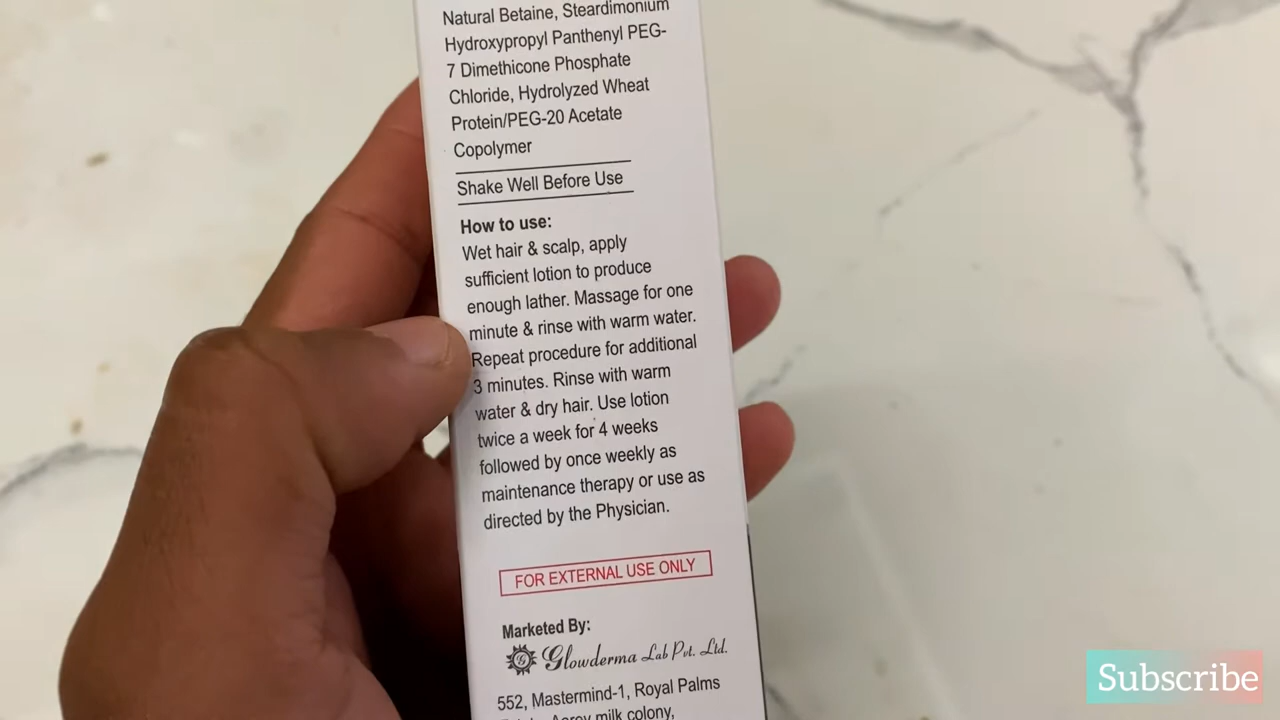 Natural Betaine, Steardimonium
Hydroxypropyl Panthenyl PEG-
7 Dimethicone Phosphate
Chloride, Hydrolyzed Wheat
Protein/PEG-20 Acetate
Copolymer
Shake Well Before Use
How to use:
Wet hair & scalp, apply
sufficient lotion to produce
enough lather. Massage for one
minute & rinse with warm water.
Repeat procedure for additional
3 minutes. Rinse with warm
water & dry hair. Use lotion
twice a week for 4 weeks
followed by once weekly as
maintenance therapy or use as
directed by the Physician.
FOR EXTERNAL USE ONLY
Marketed By:
Glowderma Lab Pvt. Ltd.
552, Mastermind-1, Royal Palms
milk colony,
Subscribe